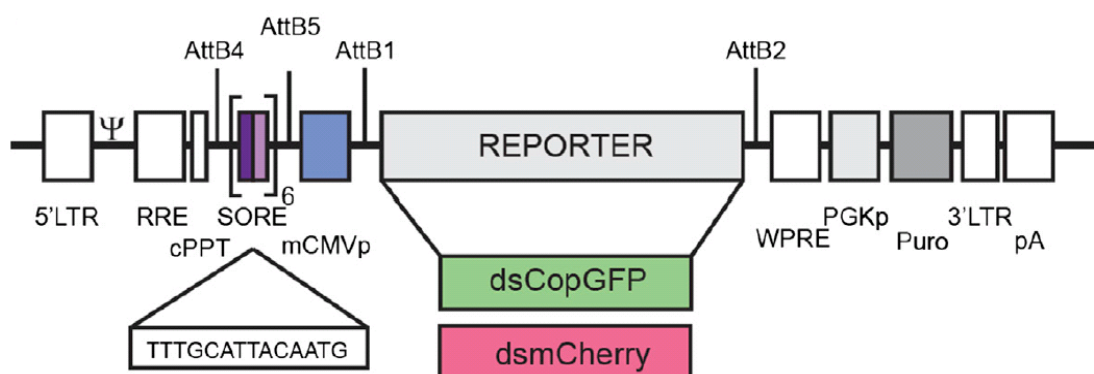 AttB4
AttB5
AttB1
AttB2
Ψ
REPORTER
6
5'LTR
RRE
cPPT
SORE
mCMVp
WPRE
PGKp
Puro
3'LTR
pA
TTTGCATTACAATG
dsCopGFP
dsmCherry